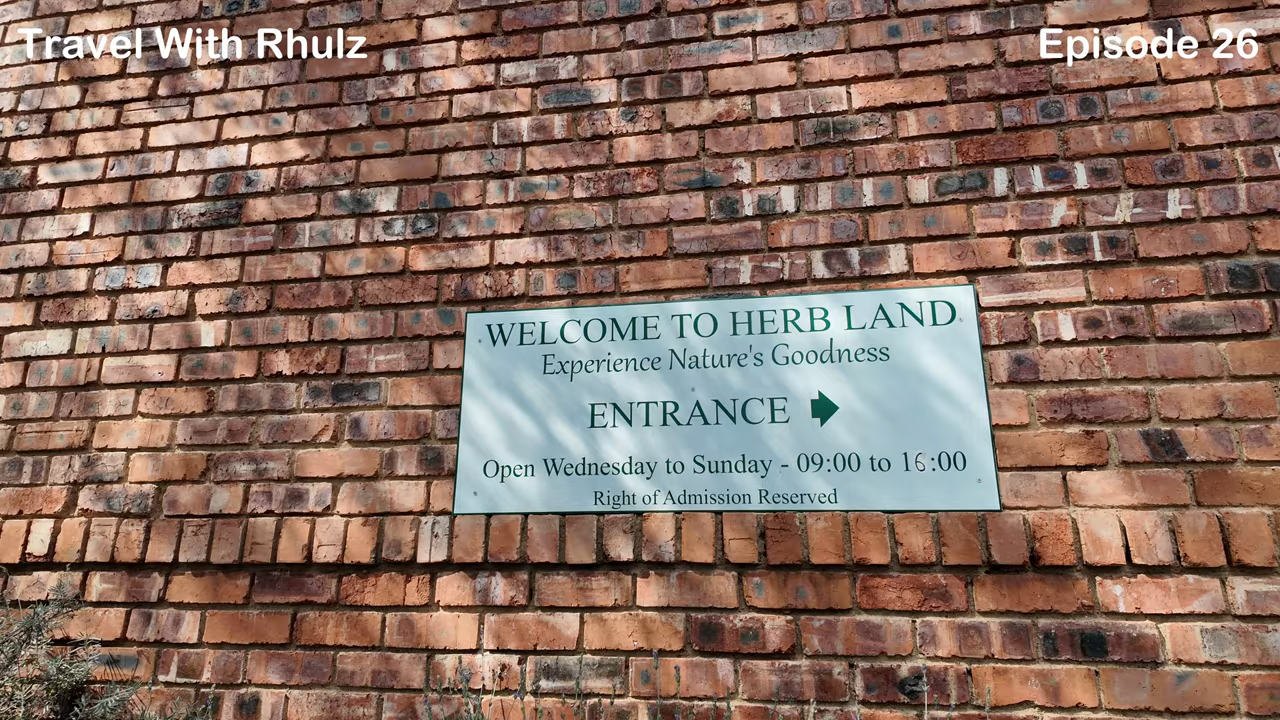 Travel With Rhulz
Episode 26
WELCOME TO HERB LAND
Experience Nature's Goodness
ENTRANCE
Open Wednesday to Sunday - 09:00 to 16:00
Right of Admission Reserved